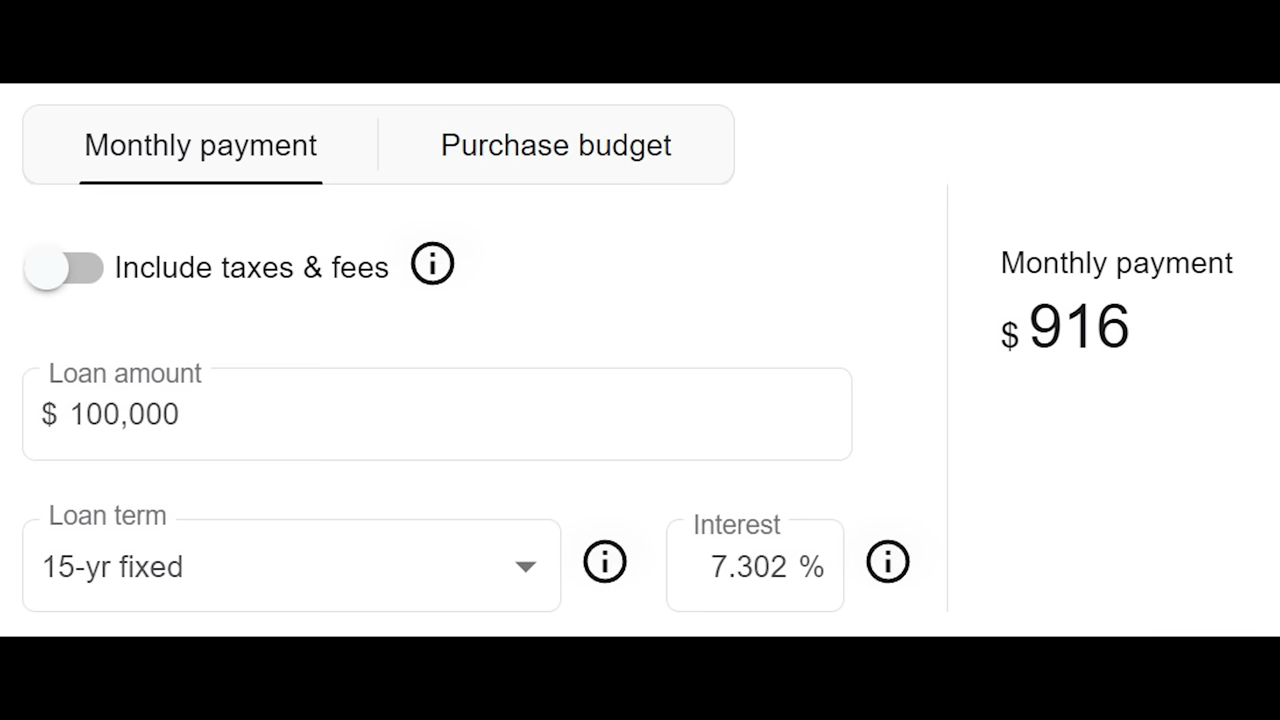 Monthly payment
Purchase budget
Include taxes & fees
Monthly payment
$ 916
Loan amount
$ 100,000
Loan term
15-yr fixed
Interest
7.302 %